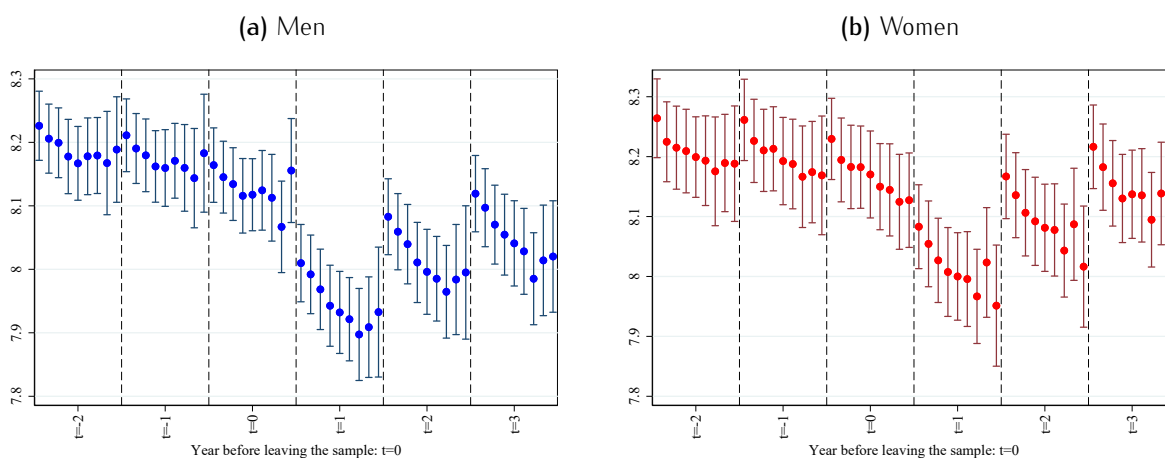 (a) Men
8.3
8.2
8.1
8
7.9
7.8
t=-2
t=-1
t=0
t=1
t=2
t=3
Year before leaving the sample: t=0
(b) Women
8.3
8.2
8.1
8
7.9
7.8
t=-2
t=-1
t=0
t=1
t=2
t=3
Year before leaving the sample: t=0